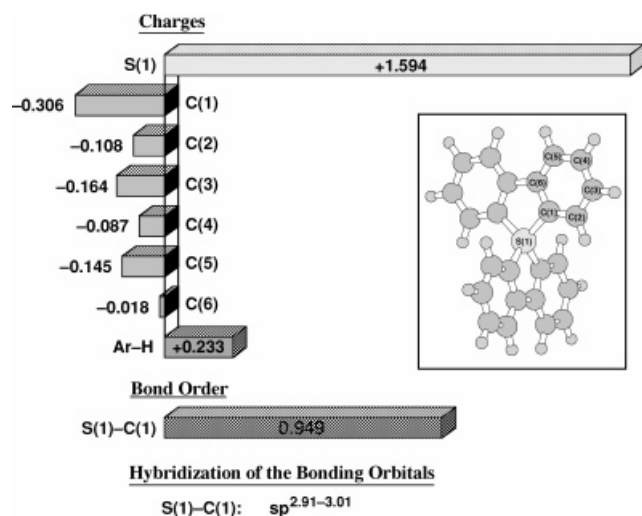 Charges
S(1) +1.594
−0.306 C(1)
−0.108 C(2)
−0.164 C(3)
−0.087 C(4)
−0.145 C(5)
−0.018 C(6)
Ar–H +0.233
C(5) C(4)
C(6) C(3)
C(1) C(2)
S(1)
Bond Order
S(1)–C(1) 0.949
Hybridization of the Bonding Orbitals
S(1)–C(1): sp2.91–3.01